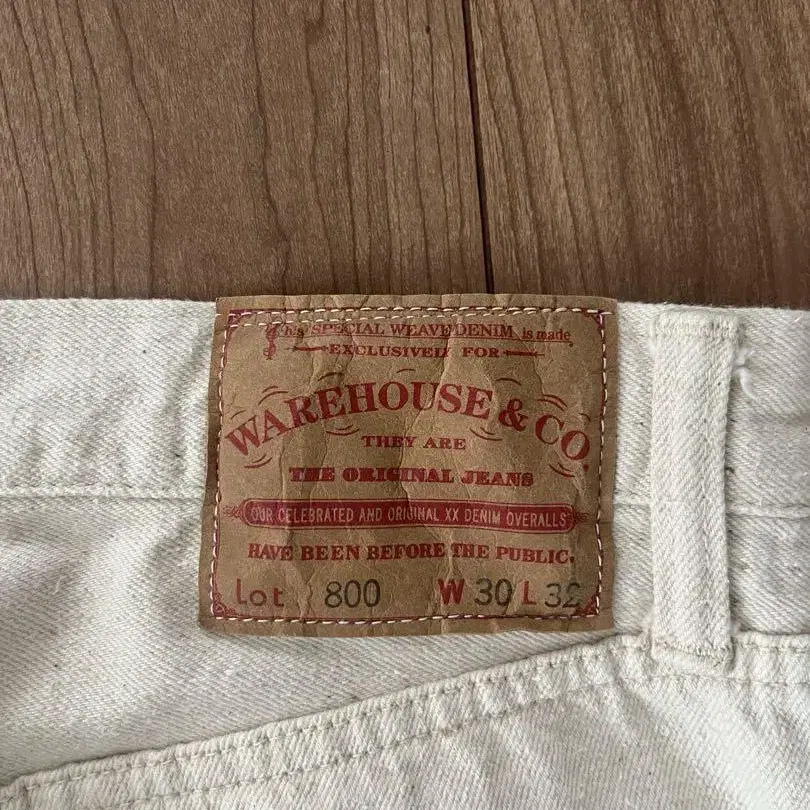 This SPECIAL WEAVE DENIM is made
EXCLUSIVELY FOR
WAREHOUSE & CO.
THEY ARE
THE ORIGINAL JEANS
OUR CELEBRATED AND ORIGINAL XX DENIM OVERALLS
HAVE BEEN BEFORE THE PUBLIC.
Lot 800 W 30 L 32